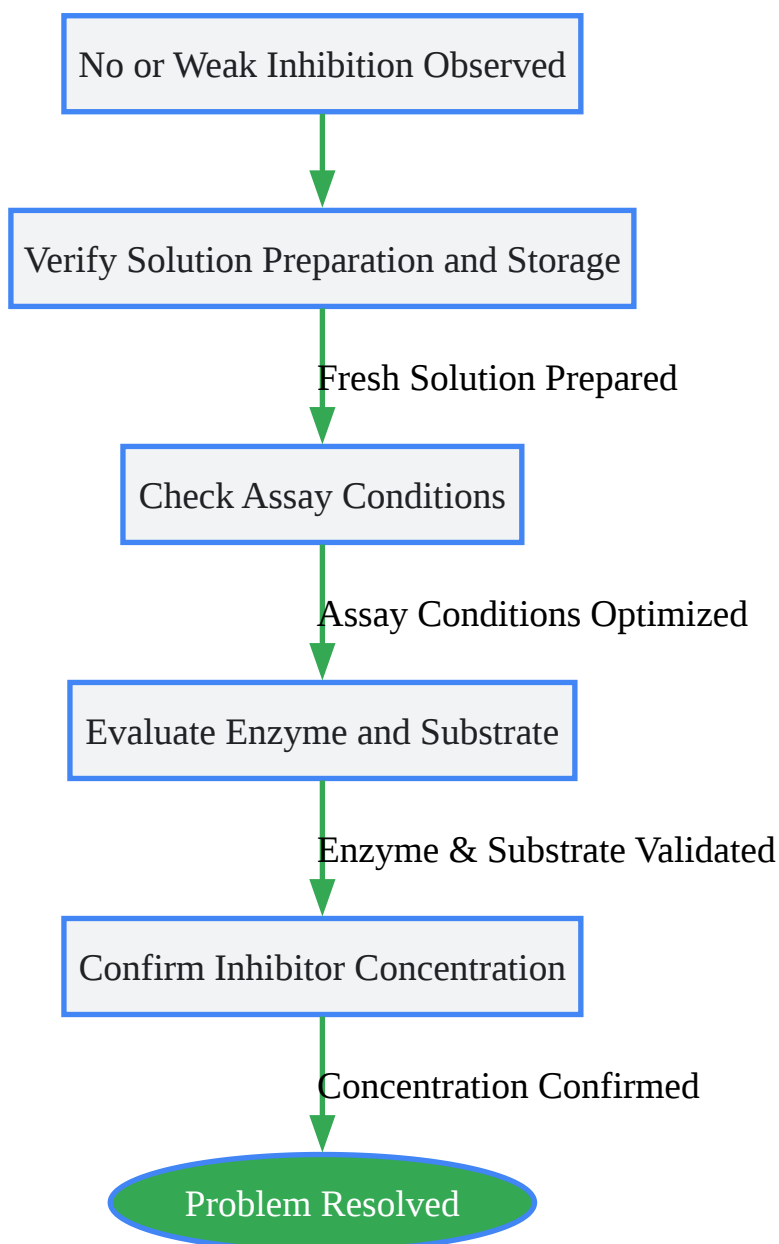 No or Weak Inhibition Observed
Verify Solution Preparation and Storage
Fresh Solution Prepared
Check Assay Conditions
Assay Conditions Optimized
Evaluate Enzyme and Substrate
Enzyme & Substrate Validated
Confirm Inhibitor Concentration
Concentration Confirmed
Problem Resolved